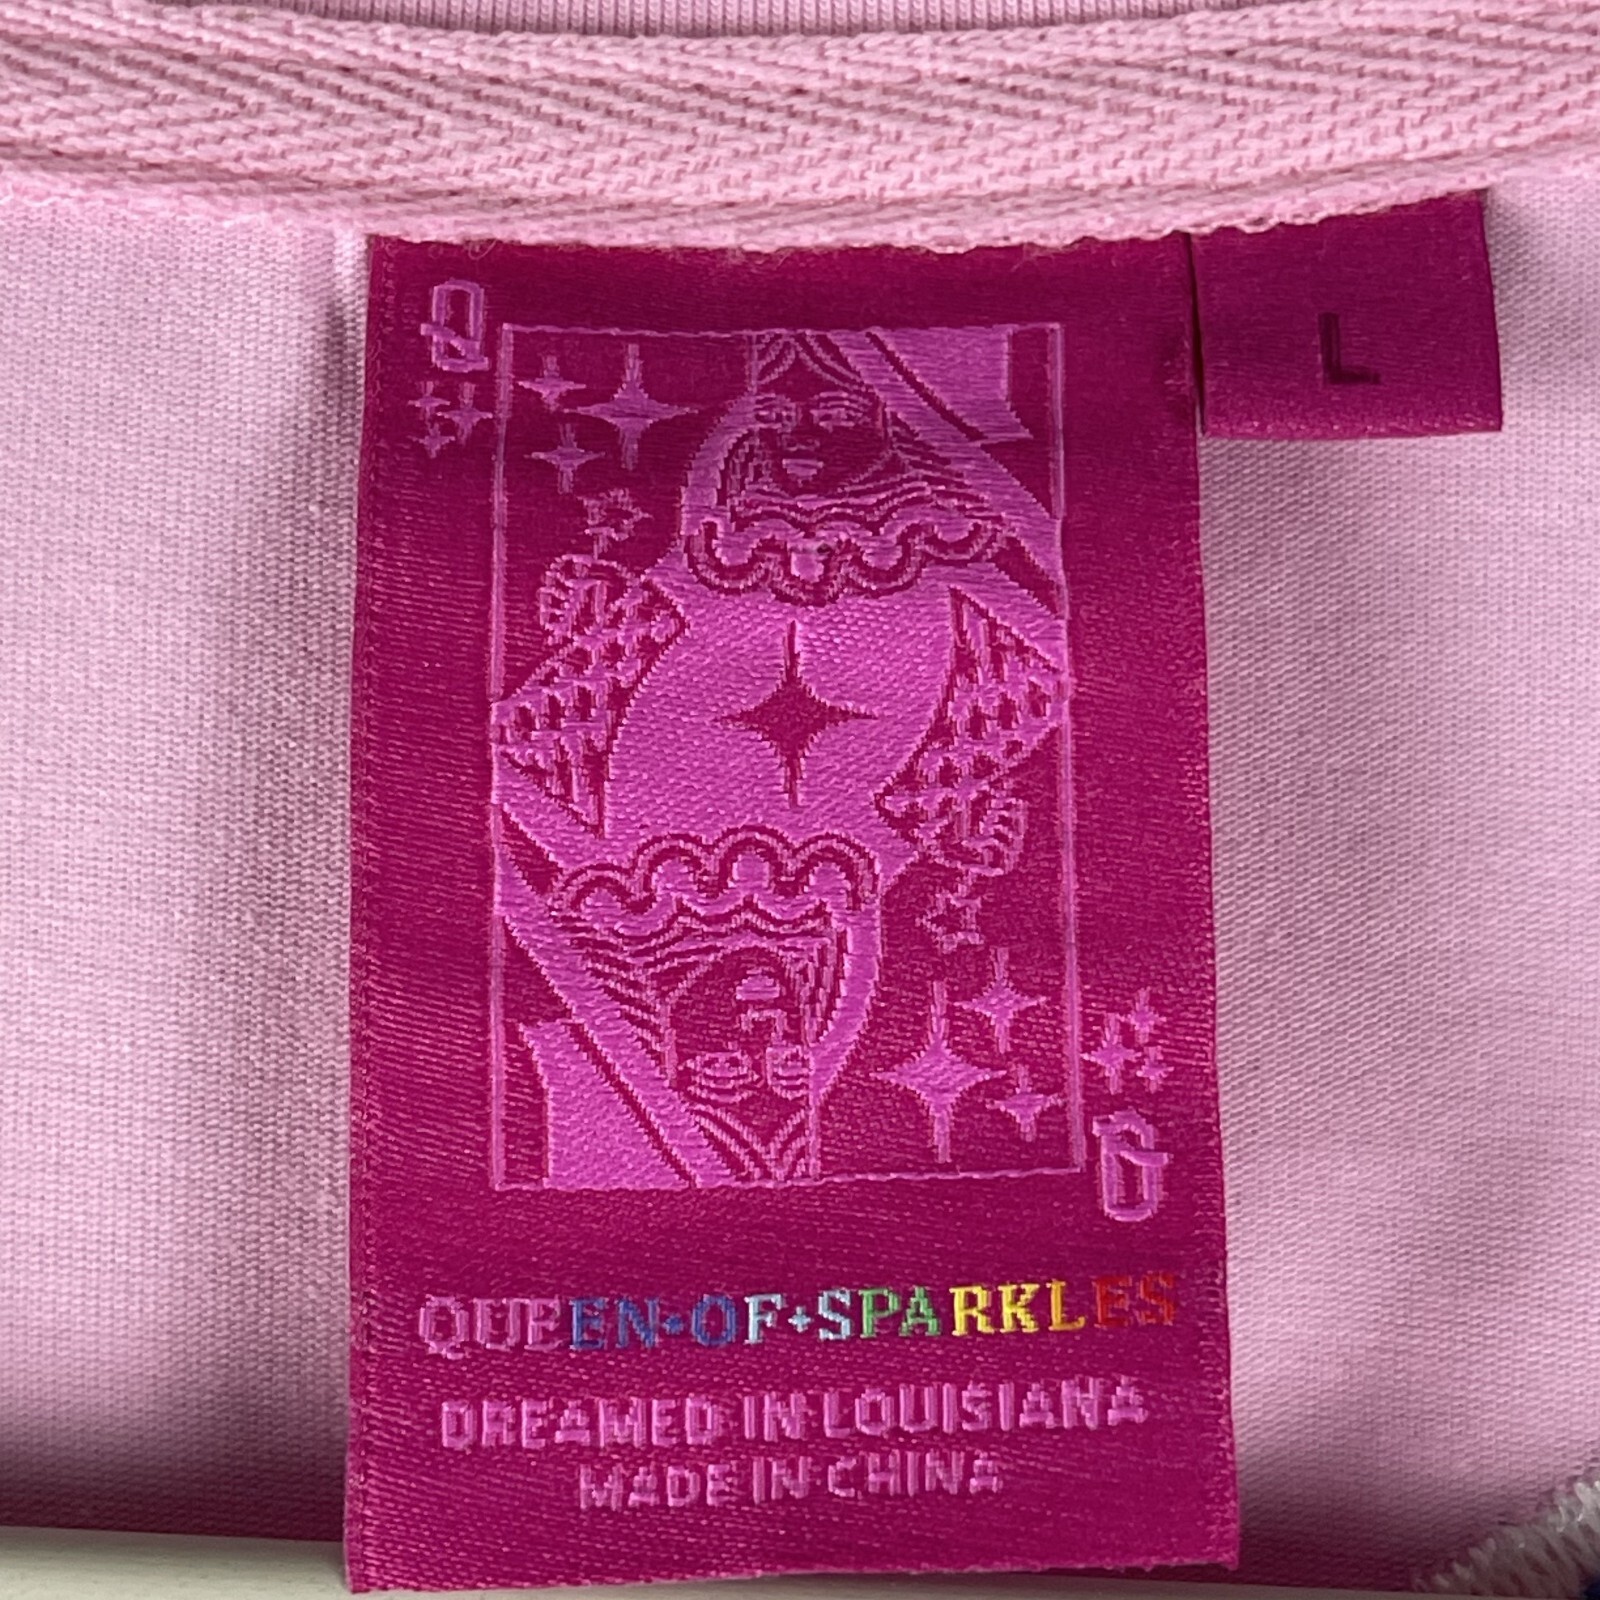 Q
L
Q
QUEEN+OF+SPARKLES
DREAMED IN LOUISIANA
MADE IN CHINA